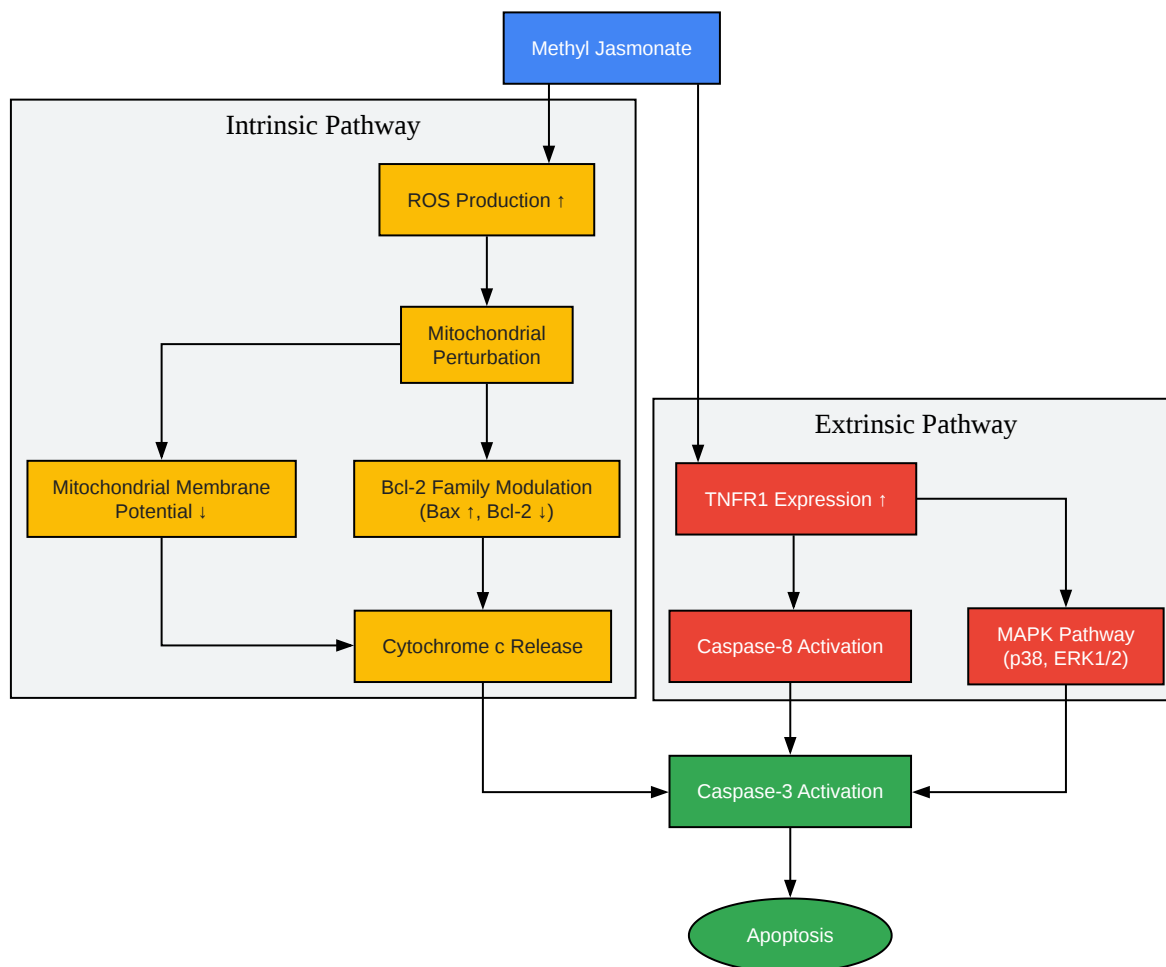 Methyl Jasmonate
Intrinsic Pathway
ROS Production ↑
Mitochondrial
Perturbation
Mitochondrial Membrane
Potential ↓
Bcl-2 Family Modulation
(Bax ↑, Bcl-2 ↓)
Cytochrome c Release
Extrinsic Pathway
TNFR1 Expression ↑
Caspase-8 Activation
MAPK Pathway
(p38, ERK1/2)
Caspase-3 Activation
Apoptosis